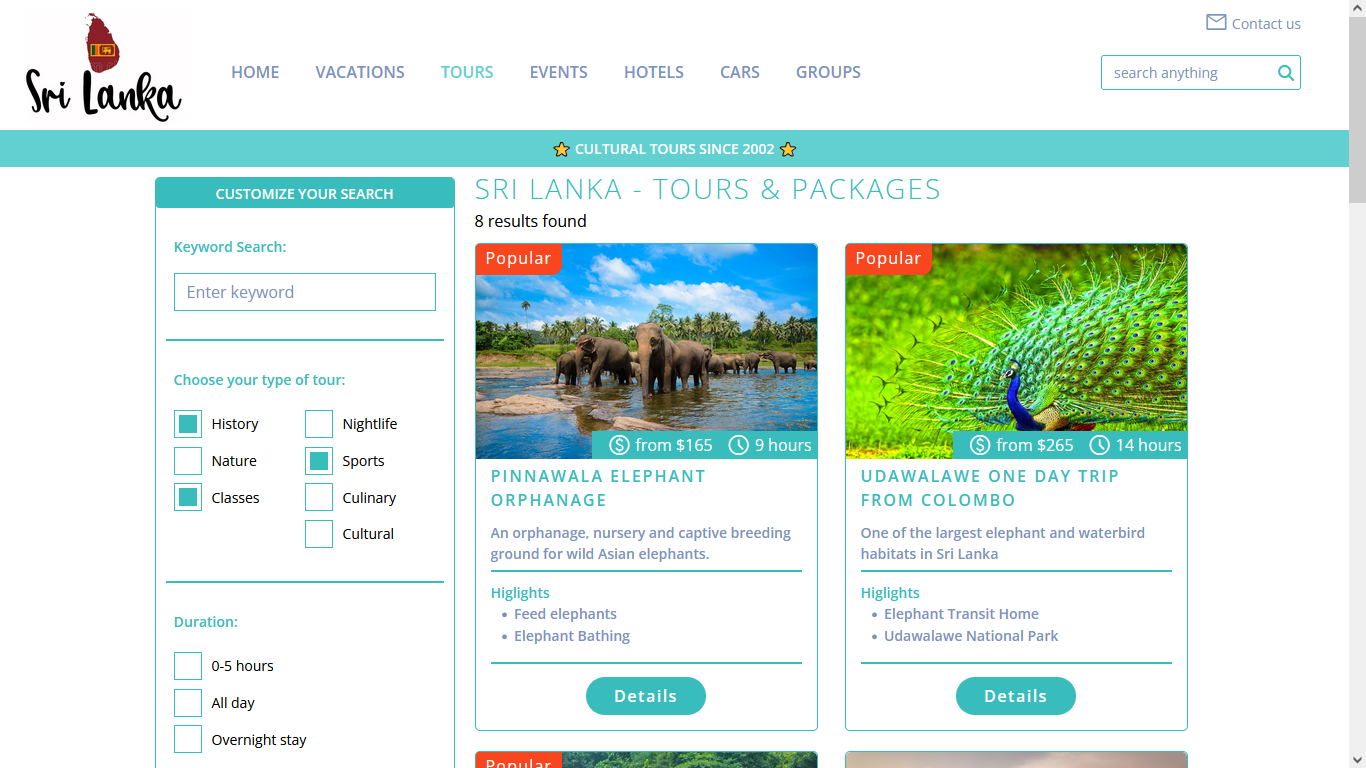 Contact us
Sri Lanka
HOME VACATIONS TOURS EVENTS HOTELS CARS GROUPS
search anything
CULTURAL TOURS SINCE 2002
CUSTOMIZE YOUR SEARCH
Keyword Search:
Enter keyword
Choose your type of tour:
History Nightlife
Nature Sports
Classes Culinary
Cultural
Duration:
0-5 hours
All day
Overnight stay
SRI LANKA - TOURS & PACKAGES
8 results found
Popular
from $165 9 hours
PINNAWALA ELEPHANT
ORPHANAGE
An orphanage, nursery and captive breeding
ground for wild Asian elephants.
Higlights
• Feed elephants
• Elephant Bathing
Details
Popular
from $265 14 hours
UDAWALAWE ONE DAY TRIP
FROM COLOMBO
One of the largest elephant and waterbird
habitats in Sri Lanka
Higlights
• Elephant Transit Home
• Udawalawe National Park
Details
Popular